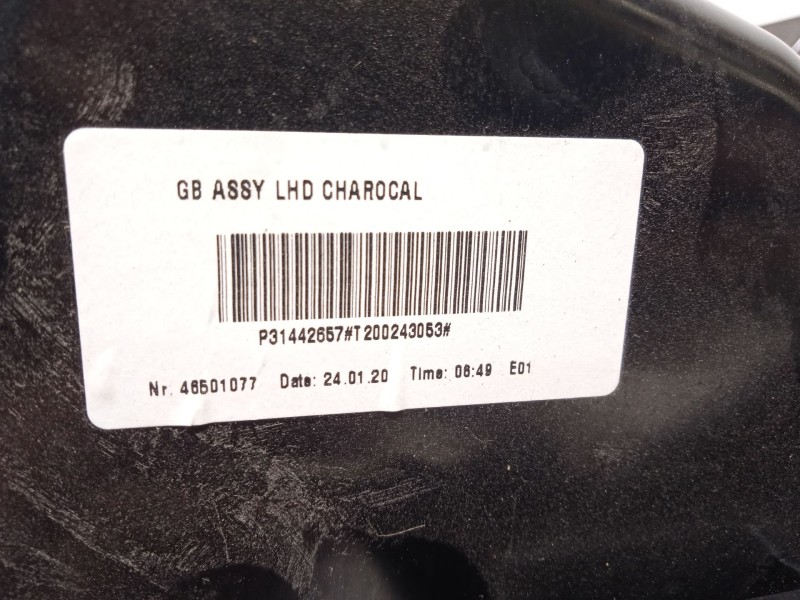 GB ASSY LHD CHAROCAL
P31442657#T200243053#
Nr. 46501077 Date: 24.01.20 Time: 06:49 E01